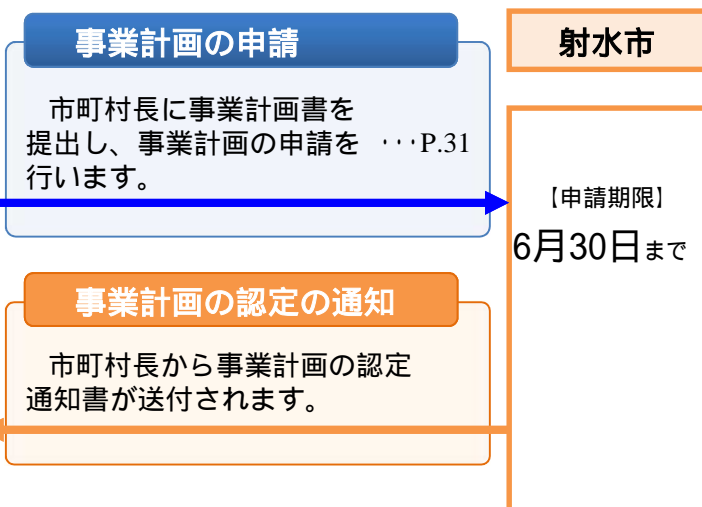 事業計画の申請
市町村長に事業計画書を
提出し、事業計画の申請を ···P.31
行います。
射水市
【申請期限】
6月30日まで
事業計画の認定の通知
市町村長から事業計画の認定
通知書が送付されます。